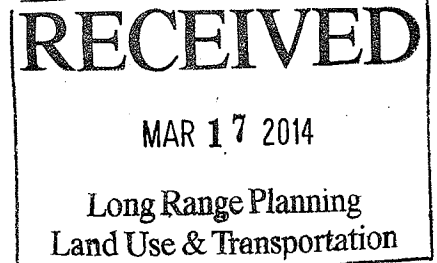 RECEIVED
MAR 17 2014
Long Range Planning
Land Use & Transportation